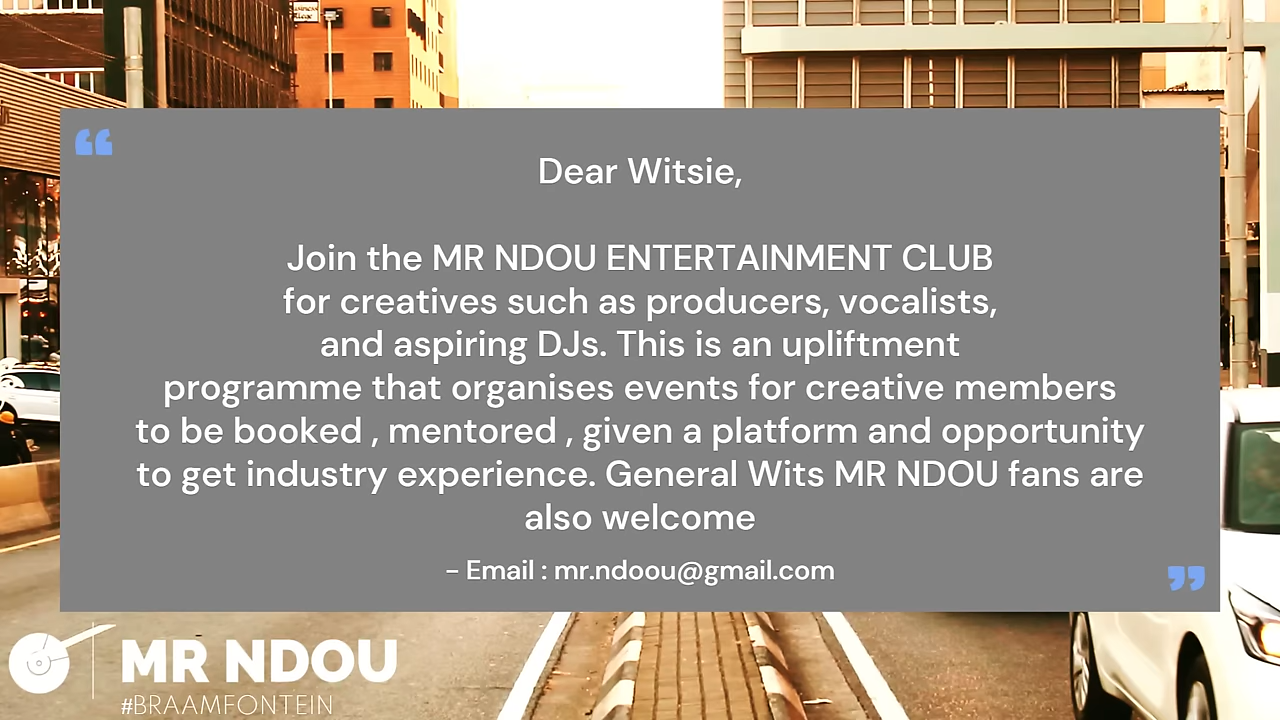 Business
College
Dear Witsie,
Join the MR NDOU ENTERTAINMENT CLUB
for creatives such as producers, vocalists,
and aspiring DJs. This is an upliftment
programme that organises events for creative members
to be booked , mentored , given a platform and opportunity
to get industry experience. General Wits MR NDOU fans are
also welcome
– Email : mr.ndoou@gmail.com
MR NDOU
#BRAAMFONTEIN